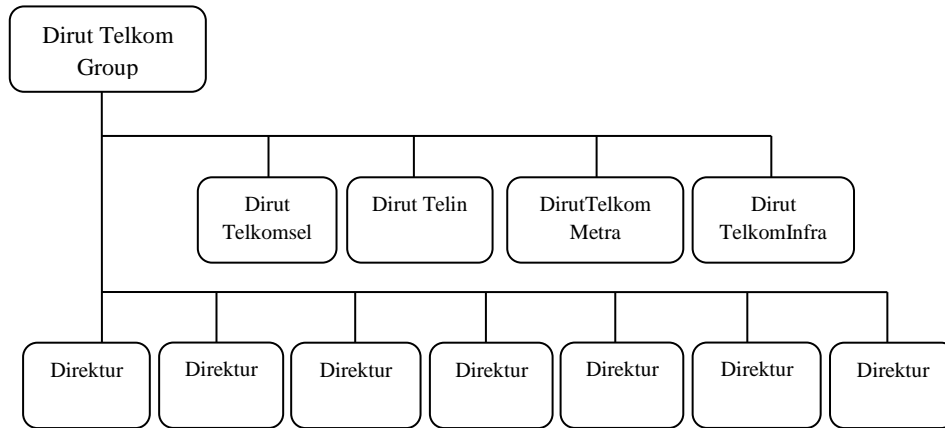 Dirut Telkom
Group
Dirut
Telkomsel
Dirut Telin
DirutTelkom
Metra
Dirut
TelkomInfra
Direktur
Direktur
Direktur
Direktur
Direktur
Direktur
Direktur